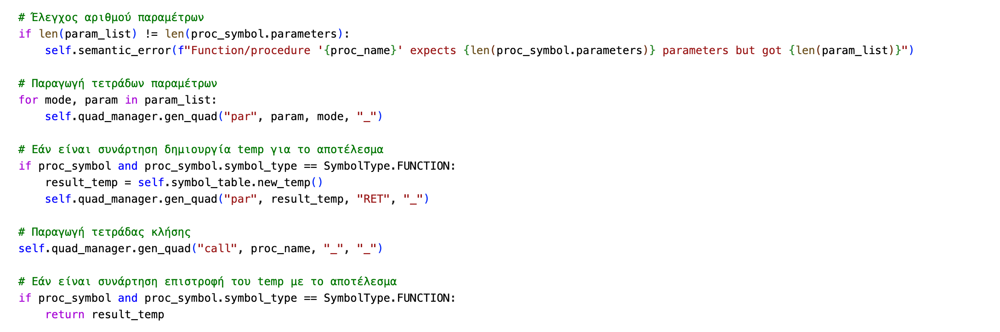 # Έλεγχος αριθμού παραμέτρων
if len(param_list) != len(proc_symbol.parameters):
    self.semantic_error(f"Function/procedure '{proc_name}' expects {len(proc_symbol.parameters)} parameters but got {len(param_list)}")

# Παραγωγή τετράδων παραμέτρων
for mode, param in param_list:
    self.quad_manager.gen_quad("par", param, mode, "_")

# Εάν είναι συνάρτηση δημιουργία temp για το αποτέλεσμα
if proc_symbol and proc_symbol.symbol_type == SymbolType.FUNCTION:
    result_temp = self.symbol_table.new_temp()
    self.quad_manager.gen_quad("par", result_temp, "RET", "_")

# Παραγωγή τετράδας κλήσης
self.quad_manager.gen_quad("call", proc_name, "_", "_")

# Εάν είναι συνάρτηση επιστροφή του temp με το αποτέλεσμα
if proc_symbol and proc_symbol.symbol_type == SymbolType.FUNCTION:
    return result_temp